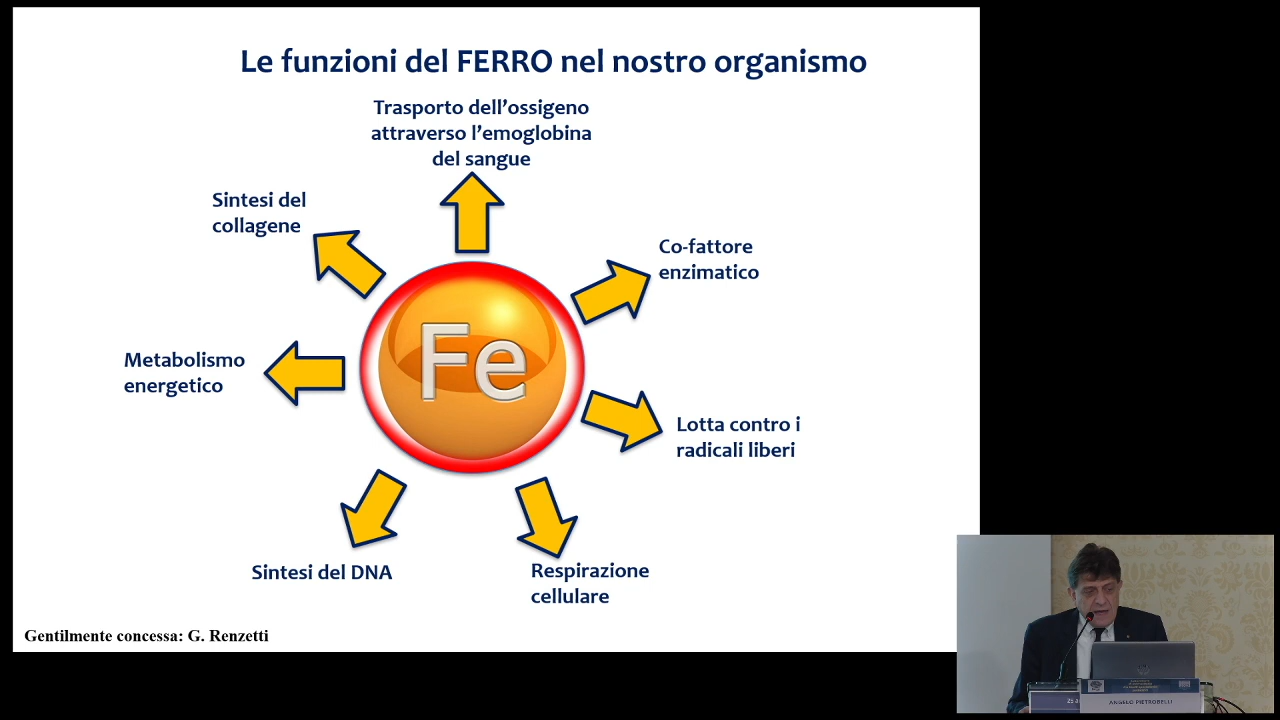 Le funzioni del FERRO nel nostro organismo
Trasporto dell'ossigeno
attraverso l'emoglobina
del sangue
Sintesi del
collagene
Co-fattore
enzimatico
Fe
Metabolismo
energetico
Lotta contro i
radicali liberi
Sintesi del DNA
Respirazione
cellulare
Gentilmente concessa: G. Renzetti
ANGELO PIETROBELLI